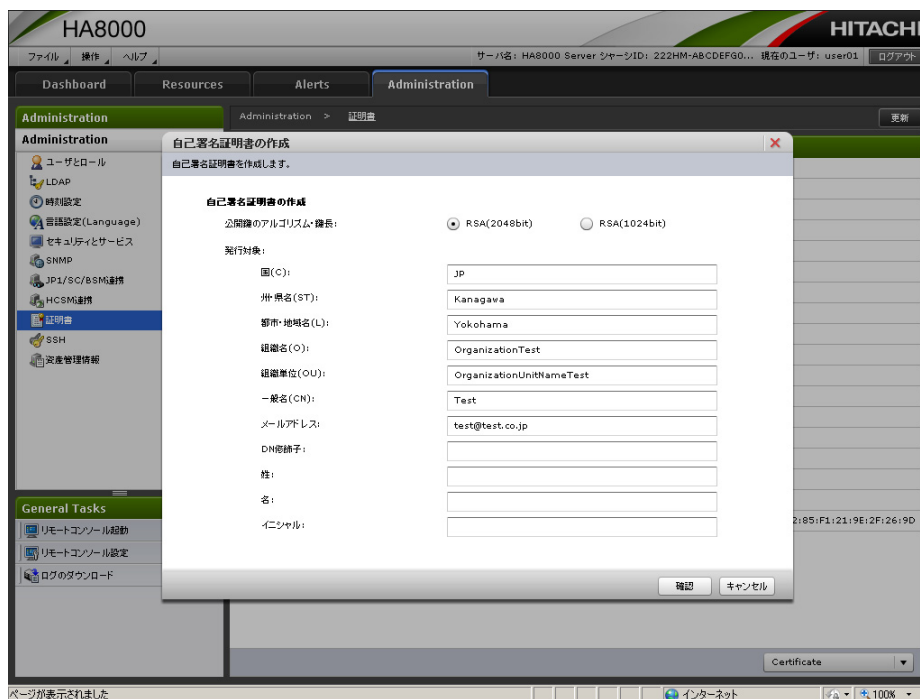 HA8000
HITACHI
ファイル 操作 ヘルプ サーバ名: HA8000 Server シャーシID: 222HM-ABCDEFG0... 現在のユーザ: user01 ログアウト
Dashboard Resources Alerts Administration
Administration
Administration > 証明書 更新
Administration
ユーザとロール
LDAP
時刻設定
言語設定(Language)
セキュリティとサービス
SNMP
JP1/SC/BSM連携
HCSM連携
証明書
SSH
資産管理情報
自己署名証明書の作成
自己署名証明書を作成します。
自己署名証明書の作成
公開鍵のアルゴリズム・鍵長: RSA(2048bit) RSA(1024bit)
発行対象:
国(C): JP
州・県名(ST): Kanagawa
都市・地域名(L): Yokohama
組織名(O): OrganizationTest
組織単位(OU): OrganizationUnitNameTest
一般名(CN): Test
メールアドレス: test@test.co.jp
DN修飾子:
姓:
名:
イニシャル:
確認 キャンセル
General Tasks
リモートコンソール起動
リモートコンソール設定
ログのダウンロード
2:85:F1:21:9E:2F:26:9D
Certificate
ページが表示されました インターネット 100%